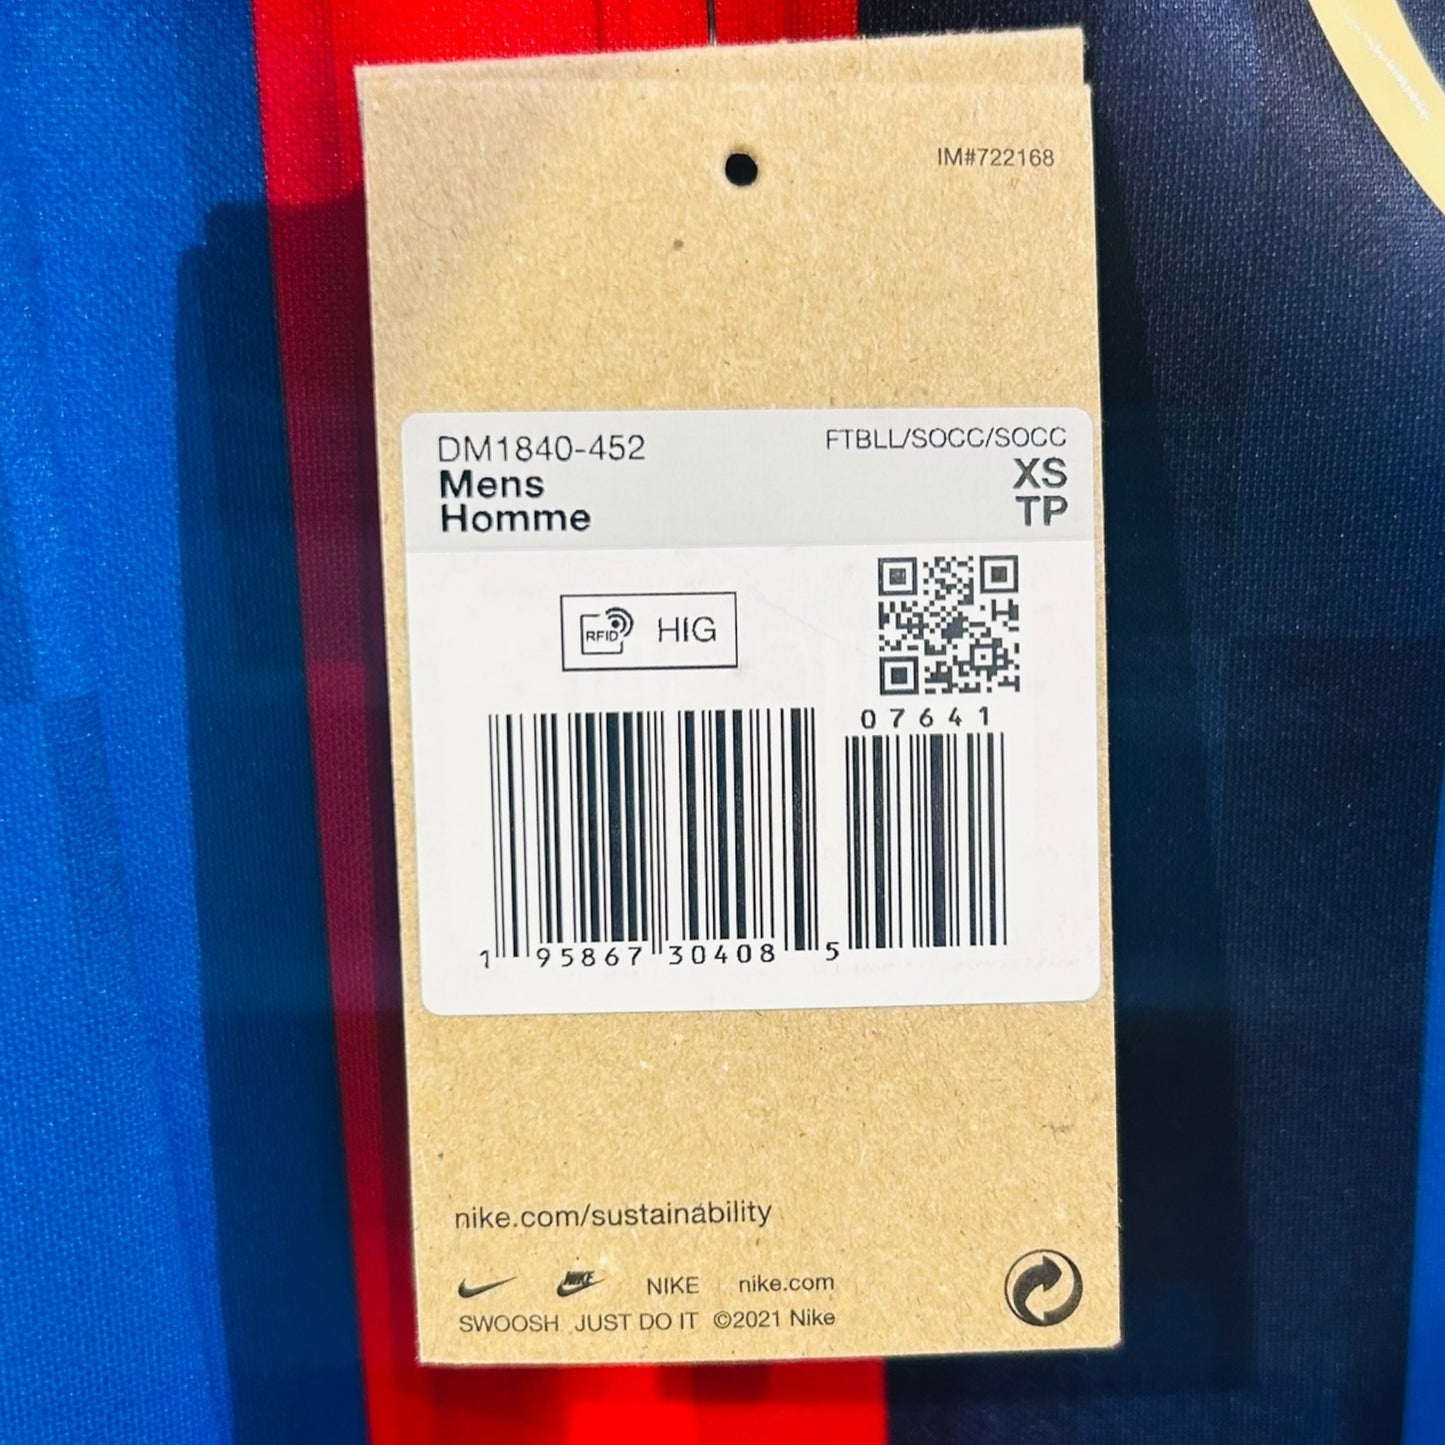 IM#722168
DM1840-452
FTBLL/SOCC/SOCC
Mens
XS
Homme
TP
RFID HIG
07641
1 95867 30408 5
nike.com/sustainability
NIKE NIKE nike.com
SWOOSH JUST DO IT ©2021 Nike